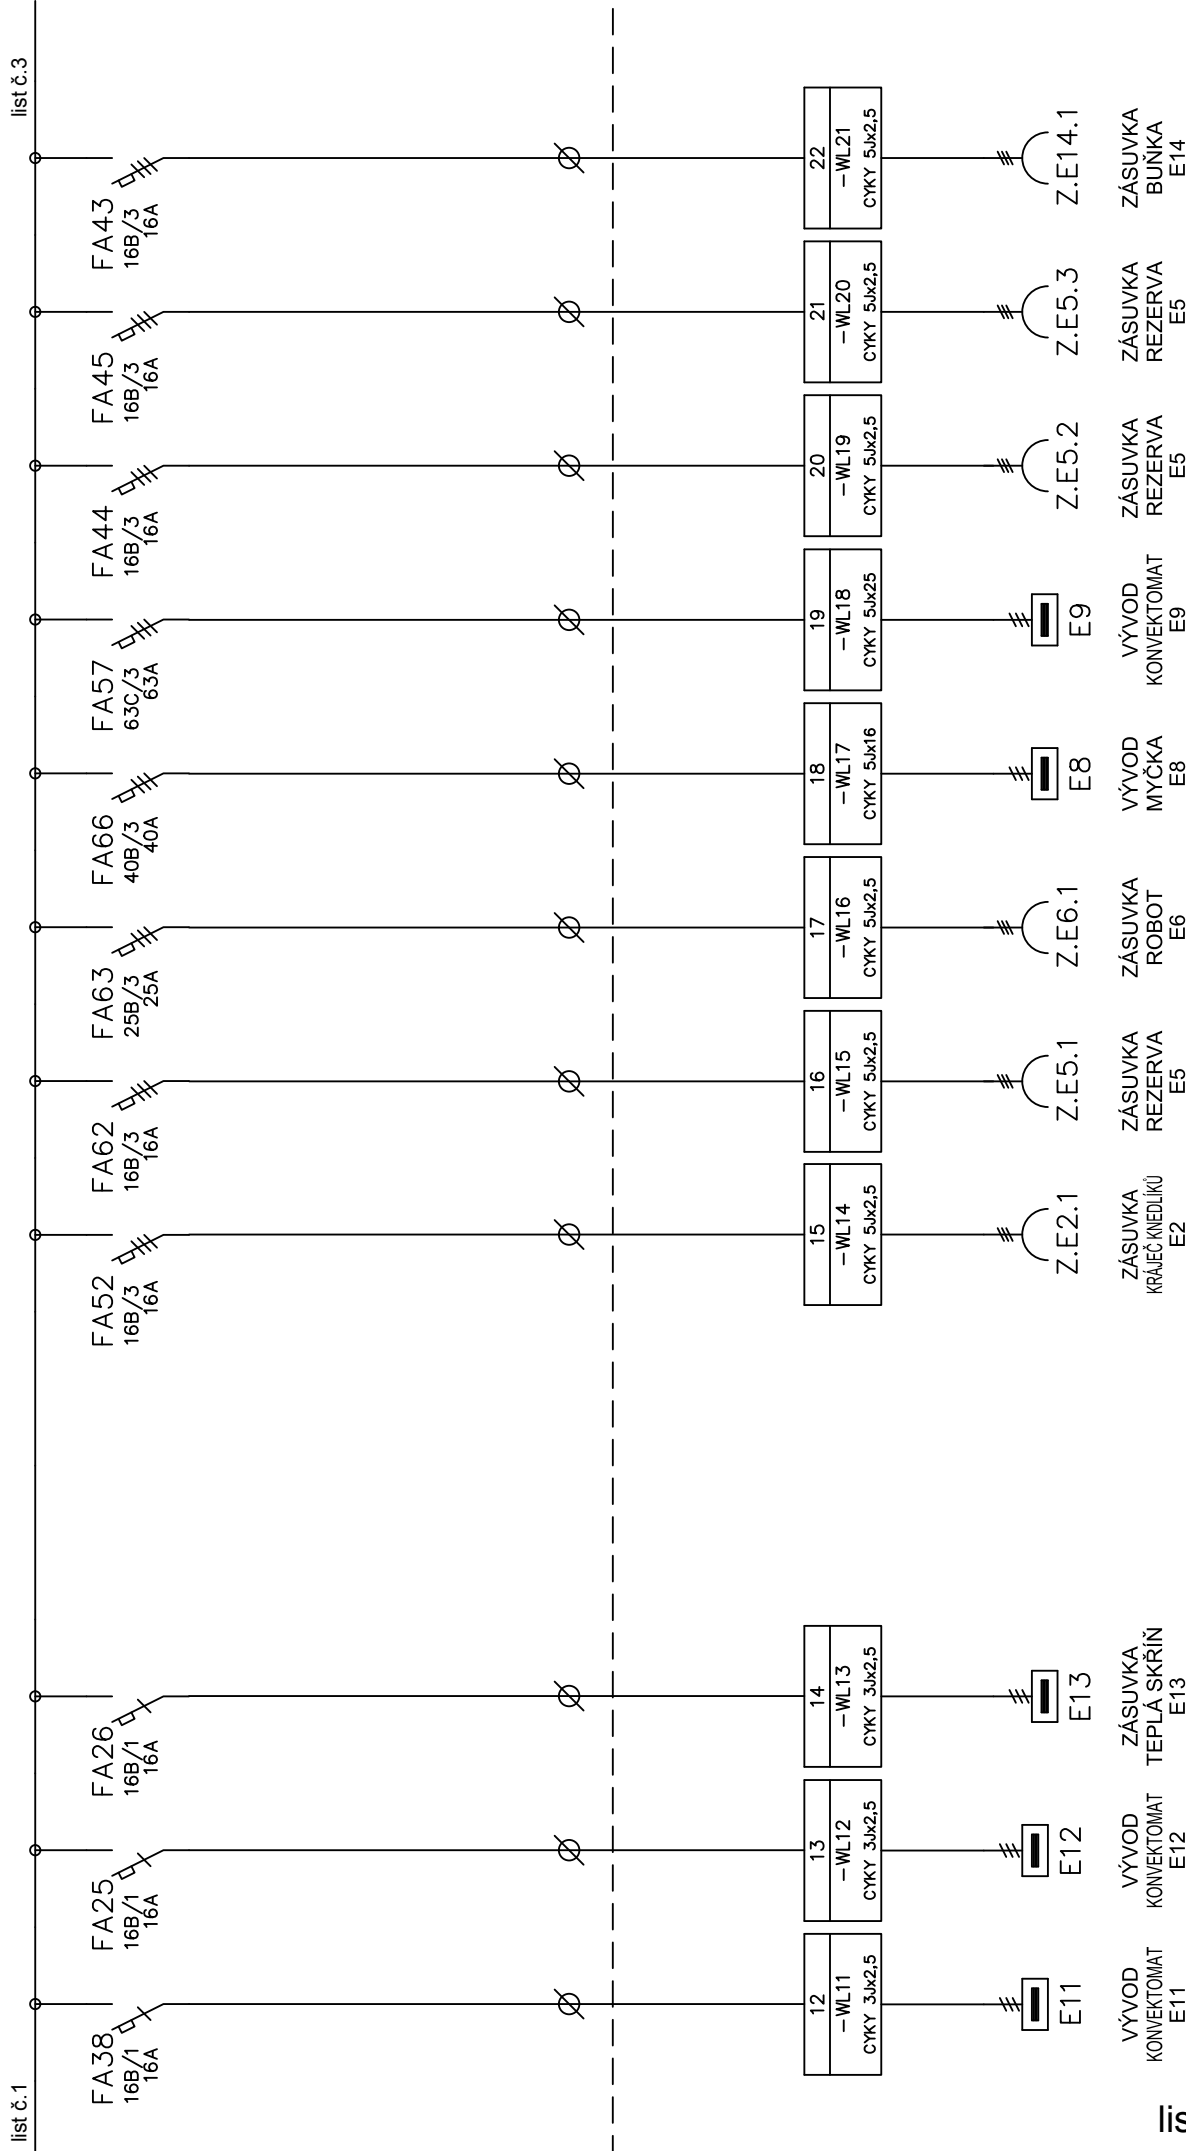 list č.1
list č.3
FA38
16B/1
16A
12
-WL11
CYKY 3Jx2,5
E11
VÝVOD
KONVEKTOMAT
E11
FA25
16B/1
16A
13
-WL12
CYKY 3Jx2,5
E12
VÝVOD
KONVEKTOMAT
E12
FA26
16B/1
16A
14
-WL13
CYKY 3Jx2,5
E13
ZÁSUVKA
TEPLÁ SKŘÍŇ
E13
FA52
16B/3
16A
15
-WL14
CYKY 5Jx2,5
Z.E2.1
ZÁSUVKA
KRÁJEČ KNEDLÍKŮ
E2
FA62
16B/3
16A
16
-WL15
CYKY 5Jx2,5
Z.E5.1
ZÁSUVKA
REZERVA
E5
FA63
25B/3
25A
17
-WL16
CYKY 5Jx2,5
Z.E6.1
ZÁSUVKA
ROBOT
E6
FA66
40B/3
40A
18
-WL17
CYKY 5Jx16
E8
VÝVOD
MYČKA
E8
FA57
63C/3
63A
19
-WL18
CYKY 5Jx25
E9
VÝVOD
KONVEKTOMAT
E9
FA44
16B/3
16A
20
-WL19
CYKY 5Jx2,5
Z.E5.2
ZÁSUVKA
REZERVA
E5
FA45
16B/3
16A
21
-WL20
CYKY 5Jx2,5
Z.E5.3
ZÁSUVKA
REZERVA
E5
FA43
16B/3
16A
22
-WL21
CYKY 5Jx2,5
Z.E14.1
ZÁSUVKA
BUŇKA
E14
lis